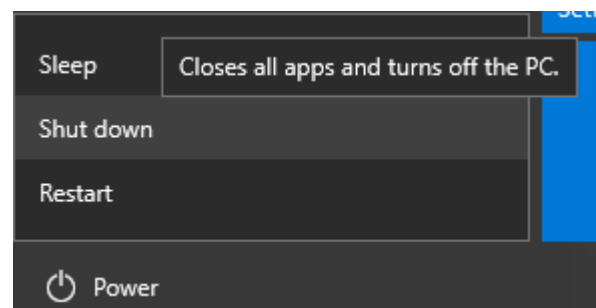 Sleep
Closes all apps and turns off the PC.
Shut down
Restart
Power